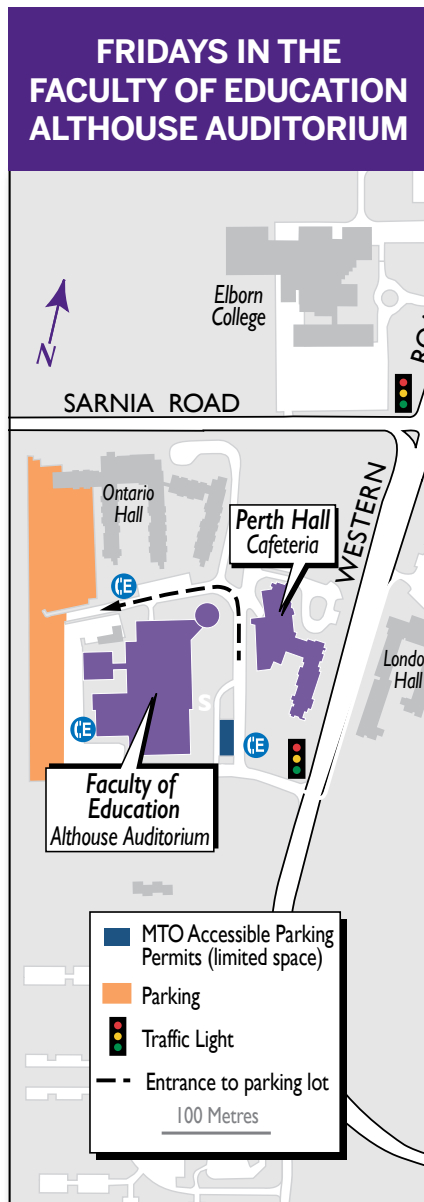 FRIDAYS IN THE
FACULTY OF EDUCATION
ALTHOUSE AUDITORIUM
Elborn
College
N
SARNIA ROAD
Ontario
Hall
Perth Hall
Cafeteria
WESTERN
E
London
Hall
S
E
E
Faculty of
Education
Althouse Auditorium
MTO Accessible Parking
Permits (limited space)
Parking
Traffic Light
Entrance to parking lot
100 Metres